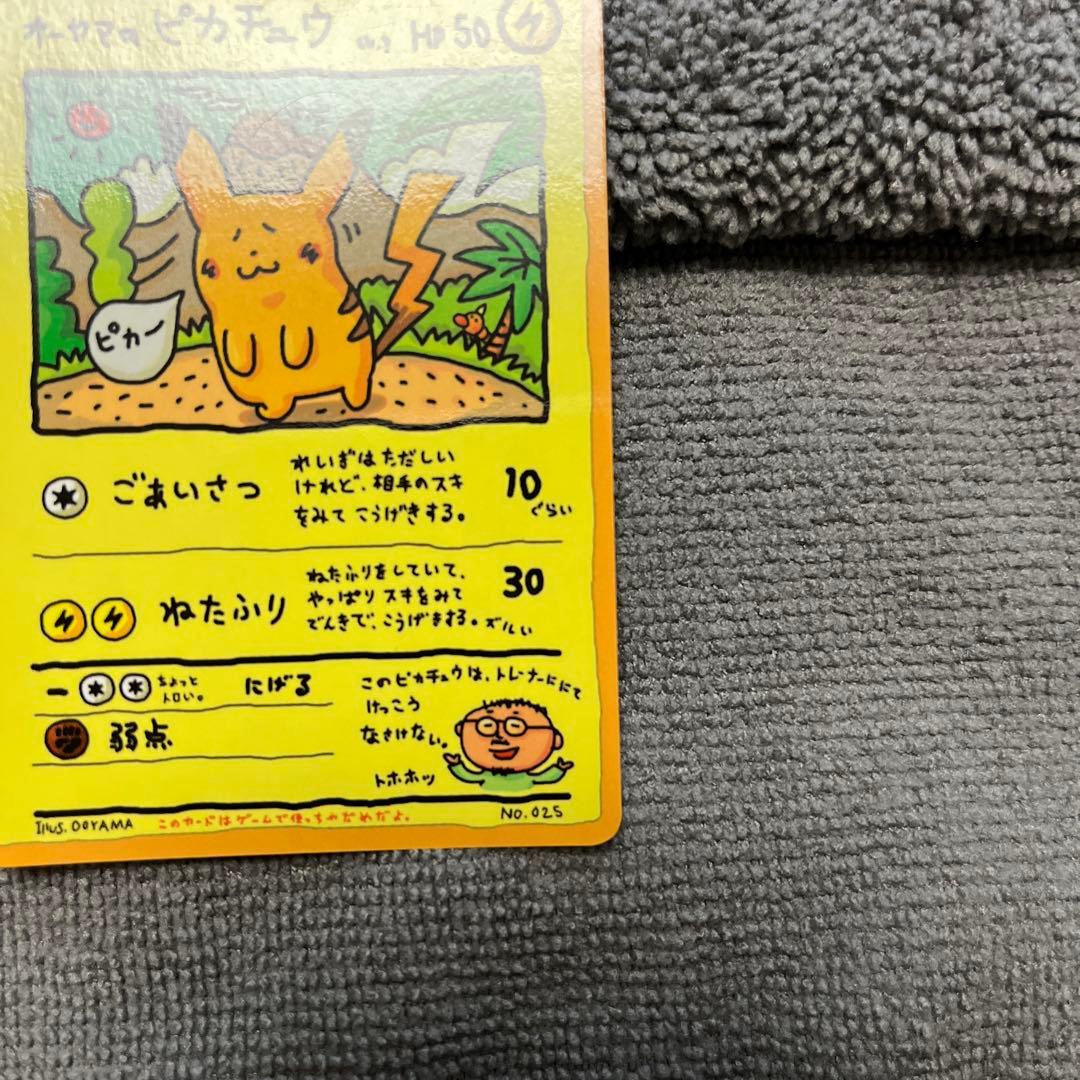 オーヤマのピカチュウ HP 50
ピカー
ごあいさつ
れいぎはただしい
けれど、相手のスキ
をみて こうげきする。
10
ぐらい
ねたふり
ねたふりをしていて、
やっぱり スキをみて
でんきで、こうげきする。ズルい
30
ちょっと
トロい。
にげる
弱点
このピカチュウは、トレーナーににて
けっこう
なさけない。
トホホッ
Illus. OOYAMA
このカードはゲームで使っちゃだめだよ。
NO. 025